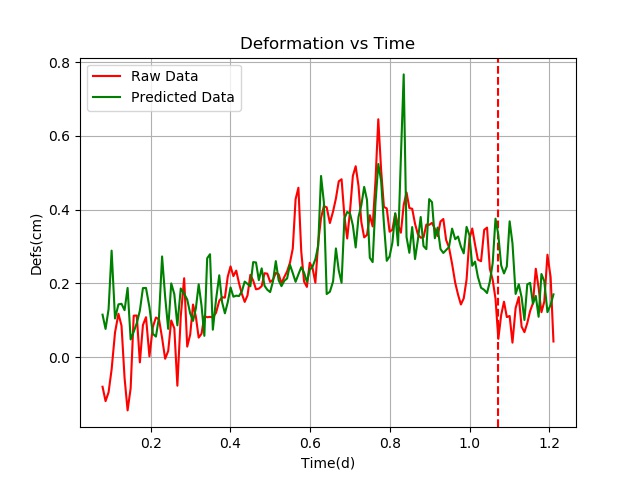 Deformation vs Time
Raw Data
Predicted Data
Defs(cm)
0.8
0.6
0.4
0.2
0.0
0.2 0.4 0.6 0.8 1.0 1.2
Time(d)